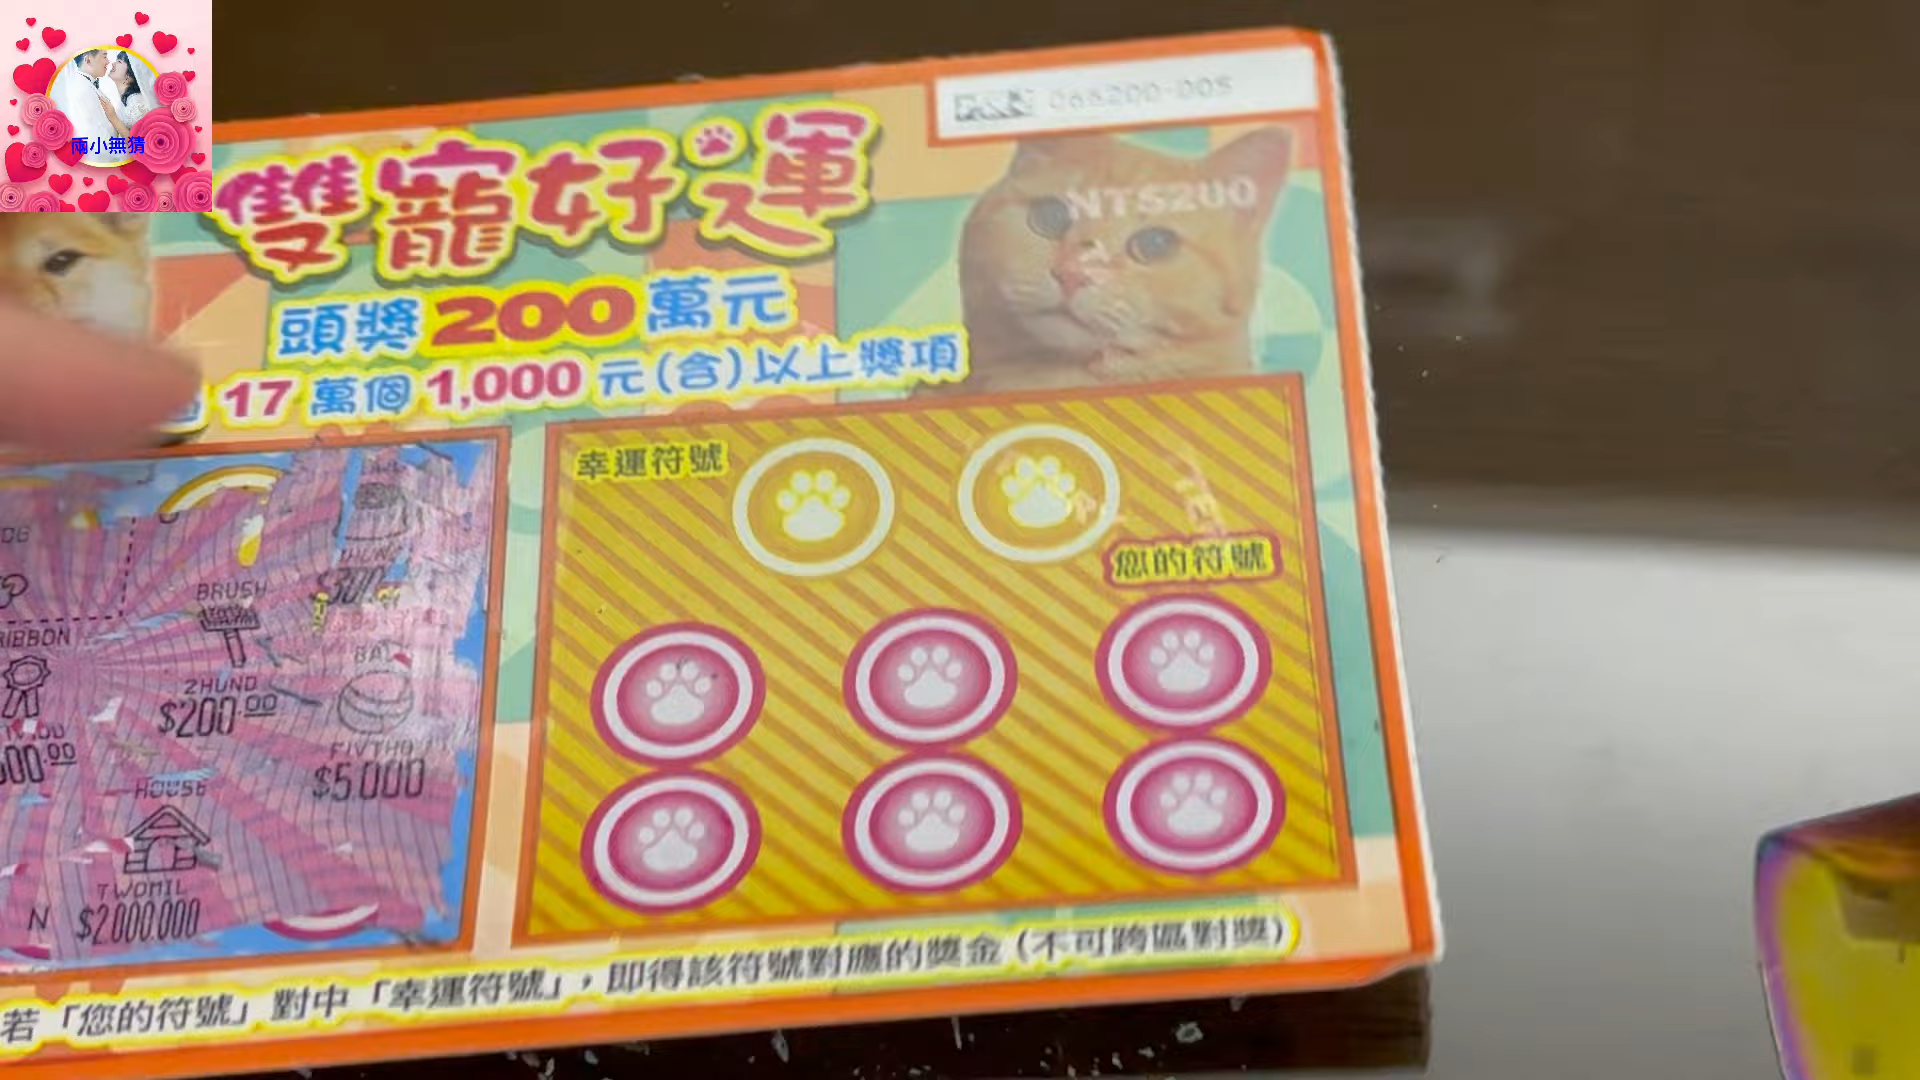 兩小無猜
066200-005
雙寵好運
NT$200
頭獎200萬元
17萬個1,000元(含)以上獎項
幸運符號
您的符號
BRUSH
RIBBON
BALL
2HUND
$200.00
FIVTHO
$5,000
HOUSE
TWOMIL
$2,000,000
若「您的符號」對中「幸運符號」，即得該符號對應的獎金(不可跨區對獎)